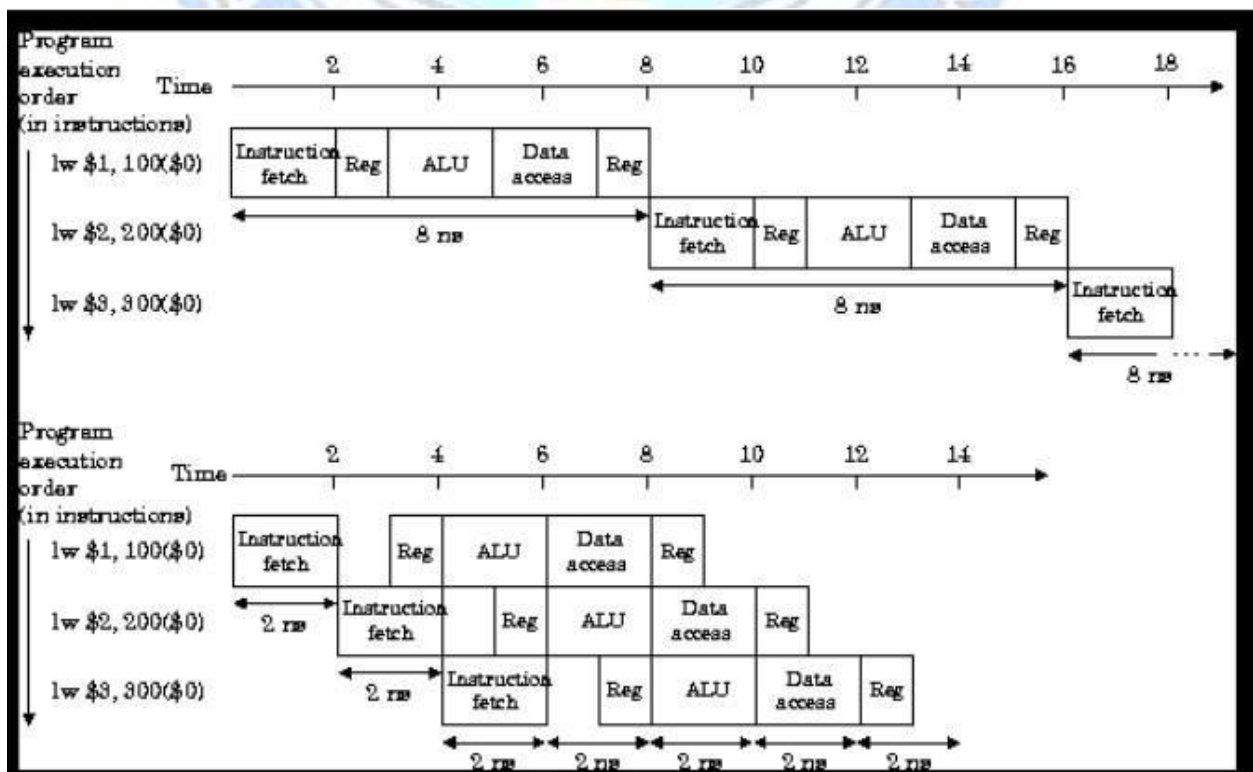 Program
execution
order
(in instructions)
Time
2 4 6 8 10 12 14 16 18
lw $1, 100($0)
Instruction fetch Reg ALU Data access Reg
8 ns
lw $2, 200($0)
Instruction fetch Reg ALU Data access Reg
8 ns
lw $3, 300($0)
Instruction fetch
...
8 ns
Program
execution
order
(in instructions)
Time
2 4 6 8 10 12 14
lw $1, 100($0)
Instruction fetch Reg ALU Data access Reg
2 ns
lw $2, 200($0)
Instruction fetch Reg ALU Data access Reg
2 ns
lw $3, 300($0)
Instruction fetch Reg ALU Data access Reg
2 ns 2 ns 2 ns 2 ns 2 ns